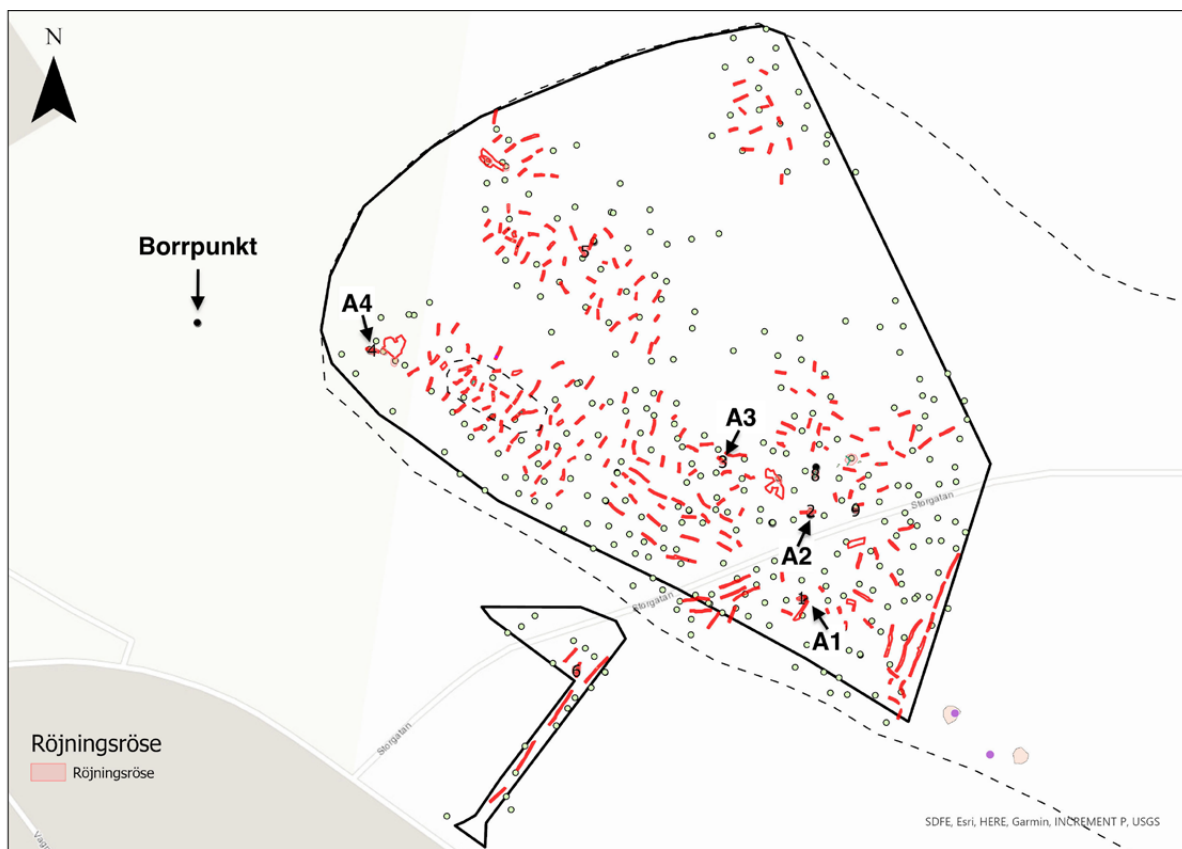 N
Borrpunkt
5
A4
4
A3
3
8
Storgatan
2
9
A2
1
Storgatan
A1
6
Storgatan
Röjningsröse
Röjningsröse
SDFE, Esri, HERE, Garmin, INCREMENT P, USGS